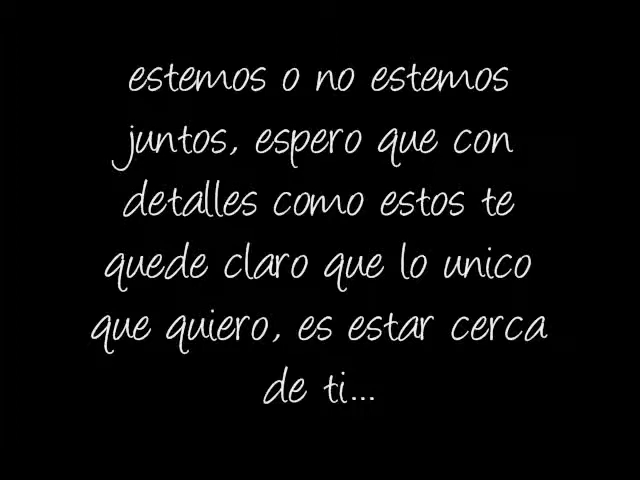 estemos o no estemos
juntos, espero que con
detalles como estos te
quede claro que lo unico
que quiero, es estar cerca
de ti...